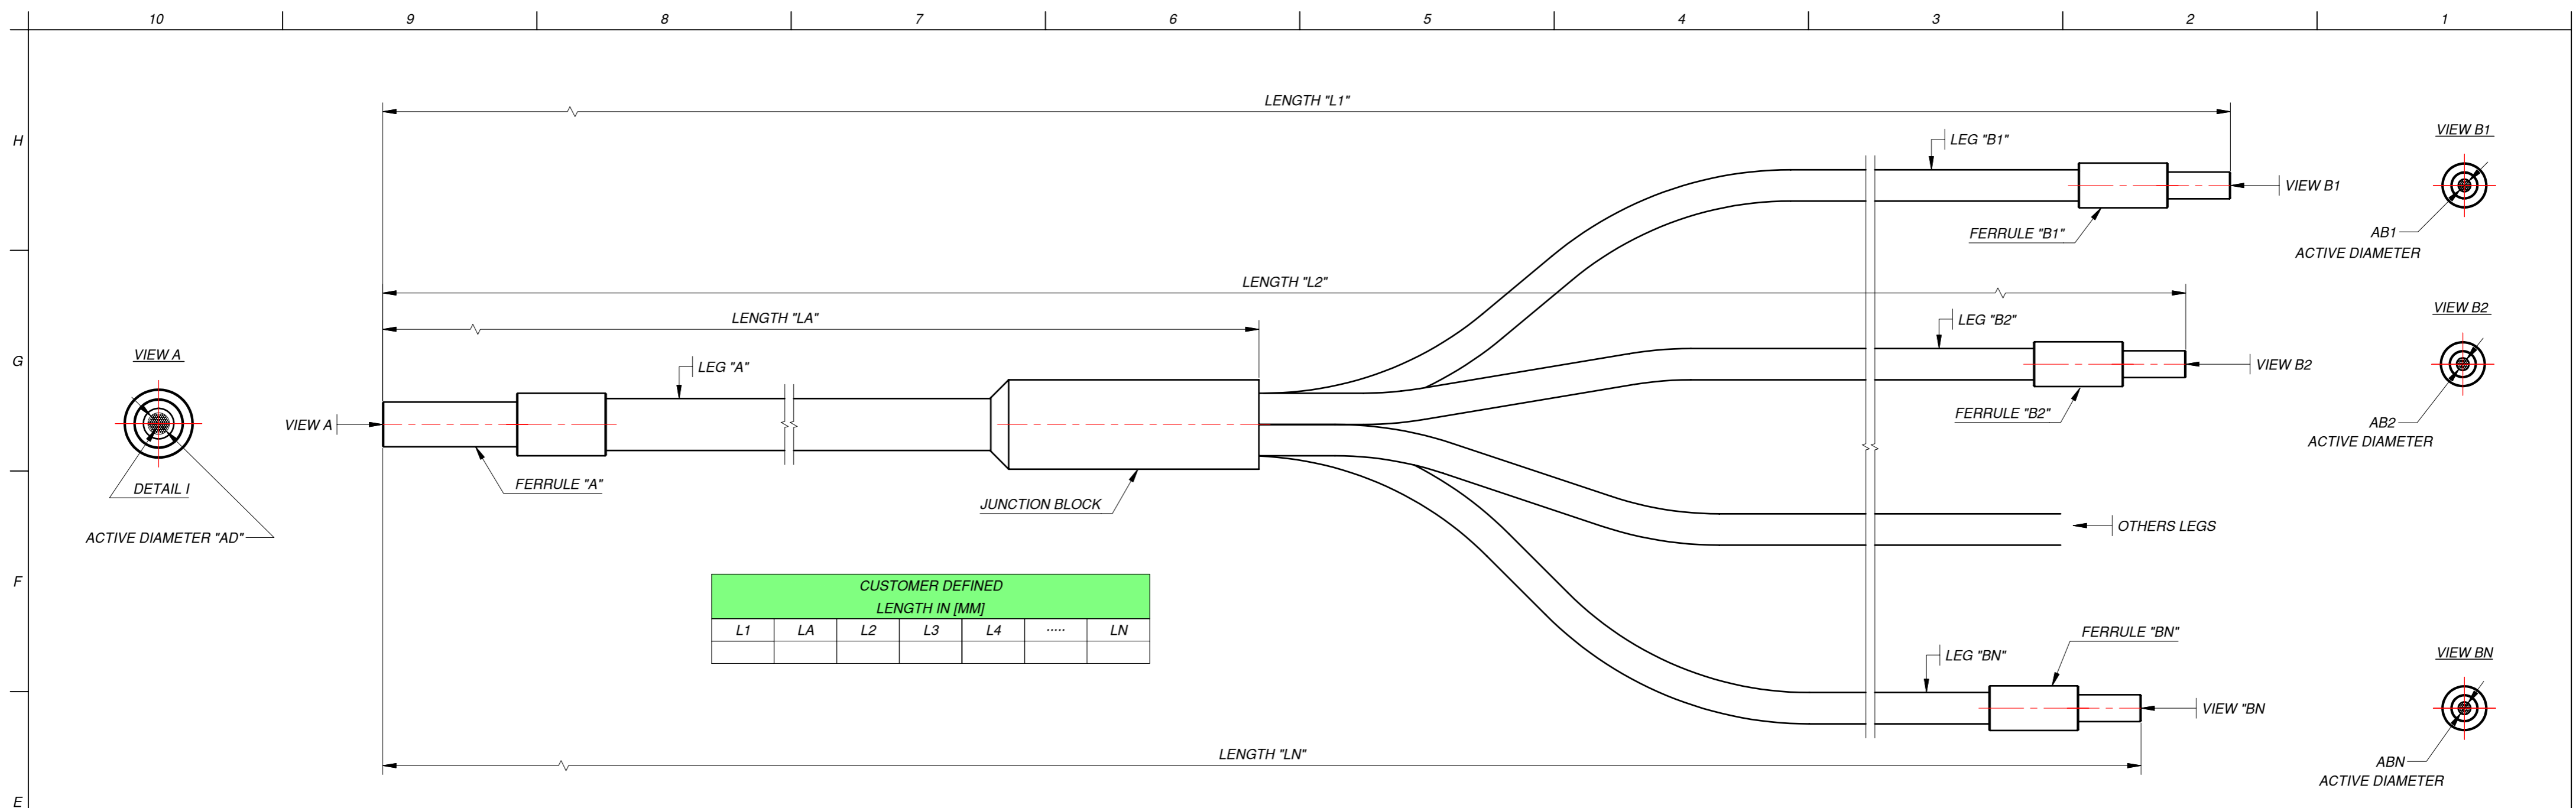 10 9 8 7 6 5 4 3 2 1
LENGTH "L1"
H
LEG "B1"
VIEW B1
VIEW B1
FERRULE "B1"
AB1
ACTIVE DIAMETER
LENGTH "L2"
LENGTH "LA"
LEG "B2"
VIEW B2
G
VIEW A
LEG "A"
VIEW B2
VIEW A
FERRULE "B2"
AB2
ACTIVE DIAMETER
DETAIL I
FERRULE "A"
JUNCTION BLOCK
ACTIVE DIAMETER "AD"
OTHERS LEGS
F
CUSTOMER DEFINED
LENGTH IN [MM]
L1 LA L2 L3 L4 ..... LN
FERRULE "BN"
LEG "BN"
VIEW BN
VIEW "BN
LENGTH "LN"
ABN
ACTIVE DIAMETER
E